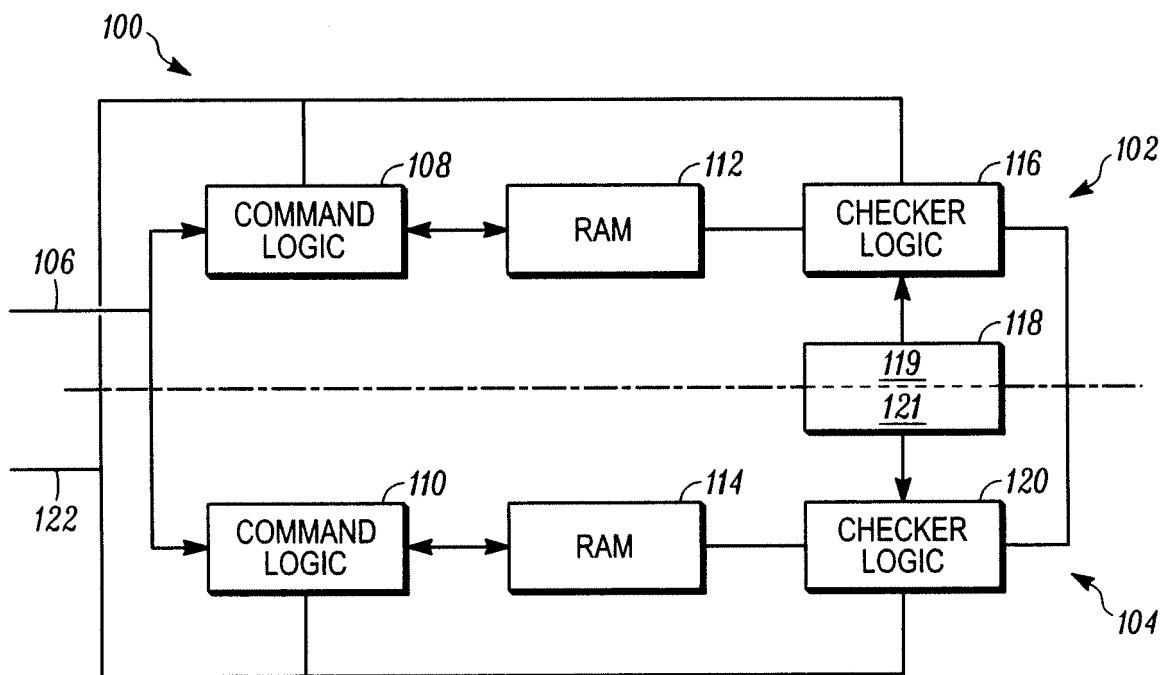 100
108
112
116
102
COMMAND
LOGIC
RAM
CHECKER
LOGIC
106
118
119
121
122
110
114
120
COMMAND
LOGIC
RAM
CHECKER
LOGIC
104